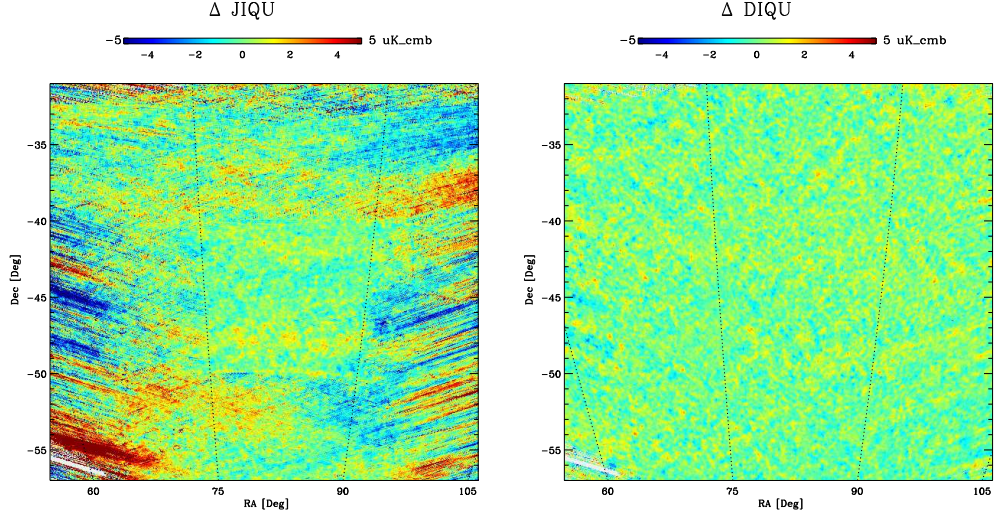 Δ JIQU
-5 5 uK_cmb
-4 -2 0 2 4
-35
-40
-45
-50
-55
Dec [Deg]
60 75 90 105
RA [Deg]
Δ DIQU
-5 5 uK_cmb
-4 -2 0 2 4
-35
-40
-45
-50
-55
Dec [Deg]
60 75 90 105
RA [Deg]